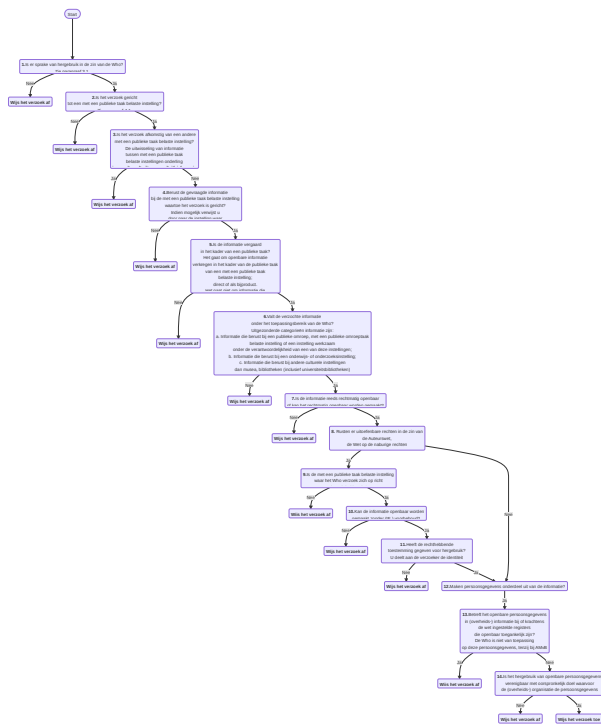 Start
1.Is er sprake van hergebruik in de zin van de Who?
Nee
Ja
Wijs het verzoek af
2.Is het verzoek gericht
tot een met een publieke taak belaste instelling?
Nee
Ja
Wijs het verzoek af
3.Is het verzoek afkomstig van een andere
met een publieke taak belaste instelling?
De uitwisseling van informatie
tussen met een publieke taak
belaste instellingen onderling
Ja
Nee
Wijs het verzoek af
4.Berust de gevraagde informatie
bij de met een publieke taak belaste instelling
waaraan het verzoek is gericht?
Indien mogelijk verwijst u
Nee
Ja
Wijs het verzoek af
5.Is de informatie vergaard
in het kader van de publieke taak?
Het gaat om openbare informatie
verkregen in het kader van de publieke taak
van een met een publieke taak
belaste instelling;
direct of als bijproduct.
Nee
Ja
Wijs het verzoek af
6.Valt de verzochte informatie
onder het toepassingsbereik van de Who?
Uitgezonderde categorieën informatie zijn:
a. Informatie die berust bij een publieke omroep, met een publieke omroeptaak
belaste instelling of een instelling werkzaam
onder de verantwoordelijkheid van een van deze instellingen;
b. Informatie die berust bij een onderwijs- of onderzoeksinstelling;
c. Informatie die berust bij andere culturele instellingen
dan musea, bibliotheken (inclusief universiteitsbibliotheken)
Nee
Ja
Wijs het verzoek af
7.Is de informatie reeds rechtmatig openbaar
Nee
Ja
Wijs het verzoek af
8. Rusten er uitoefenbare rechten in de zin van
de Auteurswet,
de Wet op de naburige rechten
Ja
Nee
9.Is de met een publieke taak belaste instelling
waar het Who verzoek zich op richt
Nee
Ja
Wijs het verzoek af
10.Kan de informatie openbaar worden
Nee
Ja
Wijs het verzoek af
11.Heeft de rechthebbende
toestemming gegeven voor hergebruik?
U deelt aan de verzoeker de identiteit
Nee
Ja
Wijs het verzoek af
12.Maken persoonsgegevens onderdeel uit van de informatie?
Ja
13.Betreft het openbare persoonsgegevens
in (overheids-) informatie bij of krachtens
de wet ingestelde registers
die openbaar toegankelijk zijn?
De Who is niet van toepassing
op deze persoonsgegevens, tenzij bij AMvB
Ja
Nee
Wijs het verzoek af
14.Is het hergebruik van openbare persoonsgegevens
verenigbaar met oorspronkelijk doel waarvoor
de (overheids-) organisatie de persoonsgegevens
Nee
Ja
Wijs het verzoek af
Wijs het verzoek toe